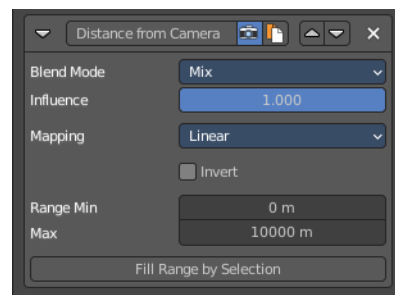 Distance from Camera
Blend Mode Mix
Influence 1.000
Mapping Linear
Invert
Range Min 0 m
Max 10000 m
Fill Range by Selection